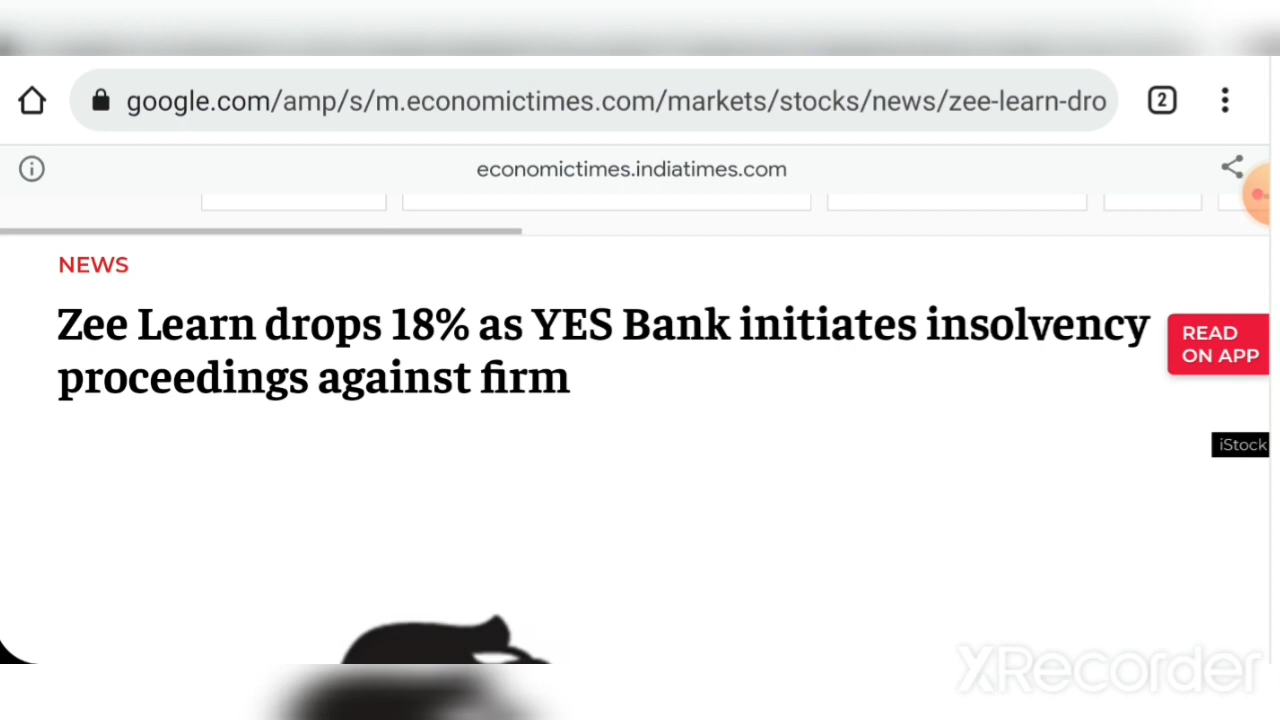 google.com/amp/s/m.economictimes.com/markets/stocks/news/zee-learn-dro
2
economictimes.indiatimes.com
NEWS
Zee Learn drops 18% as YES Bank initiates insolvency
proceedings against firm
READ
ON APP
iStock
XRecorder